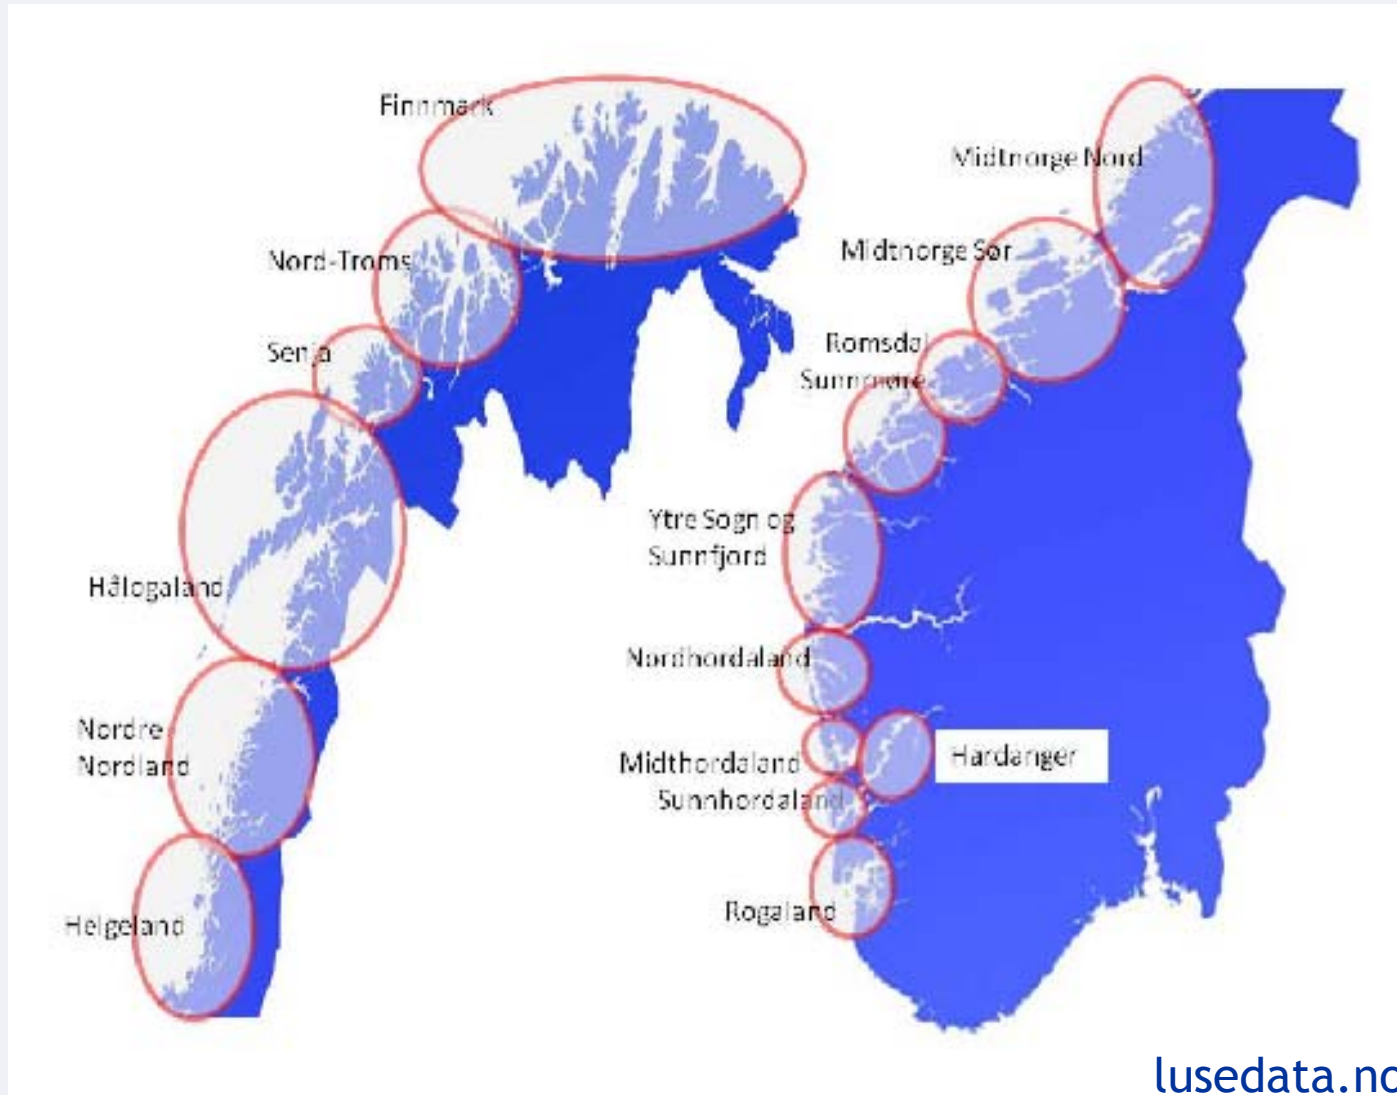 Finnmark
Nord-Troms
Senja
Hålogaland
Nordre
Nordland
Helgeland
Midtnorge Nord
Midtnorge Sør
Romsdal
Sunnmøre
Ytre Sogn og
Sunnfjord
Nordhordaland
Hardanger
Midthordaland
Sunnhordaland
Rogaland
lusedata.no